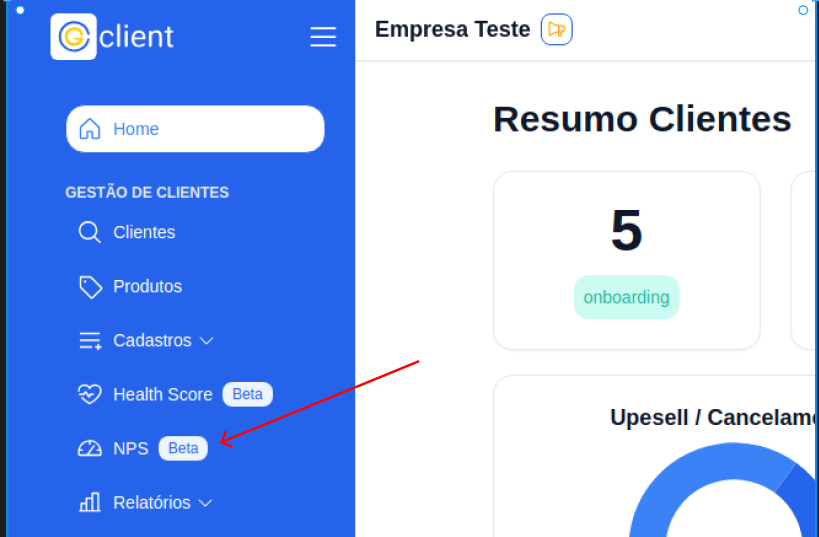 G client
Home
GESTÃO DE CLIENTES
Clientes
Produtos
Cadastros
Health Score Beta
NPS Beta
Relatórios
Empresa Teste
Resumo Clientes
5
onboarding
Upesell / Cancelam